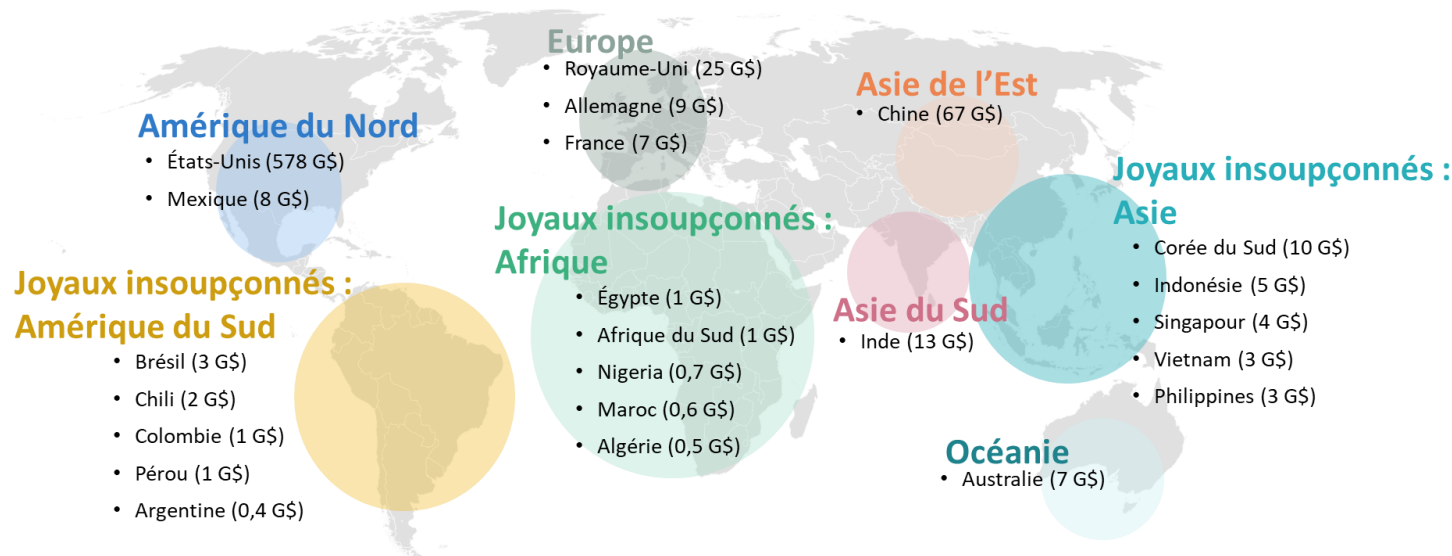 Amérique du Nord
• États-Unis (578 G$)
• Mexique (8 G$)
Europe
• Royaume-Uni (25 G$)
• Allemagne (9 G$)
• France (7 G$)
Asie de l’Est
• Chine (67 G$)
Joyaux insoupçonnés :
Asie
• Corée du Sud (10 G$)
• Indonésie (5 G$)
• Singapour (4 G$)
• Vietnam (3 G$)
• Philippines (3 G$)
Joyaux insoupçonnés :
Amérique du Sud
• Brésil (3 G$)
• Chili (2 G$)
• Colombie (1 G$)
• Pérou (1 G$)
• Argentine (0,4 G$)
Joyaux insoupçonnés :
Afrique
• Égypte (1 G$)
• Afrique du Sud (1 G$)
• Nigeria (0,7 G$)
• Maroc (0,6 G$)
• Algérie (0,5 G$)
Asie du Sud
• Inde (13 G$)
Océanie
• Australie (7 G$)